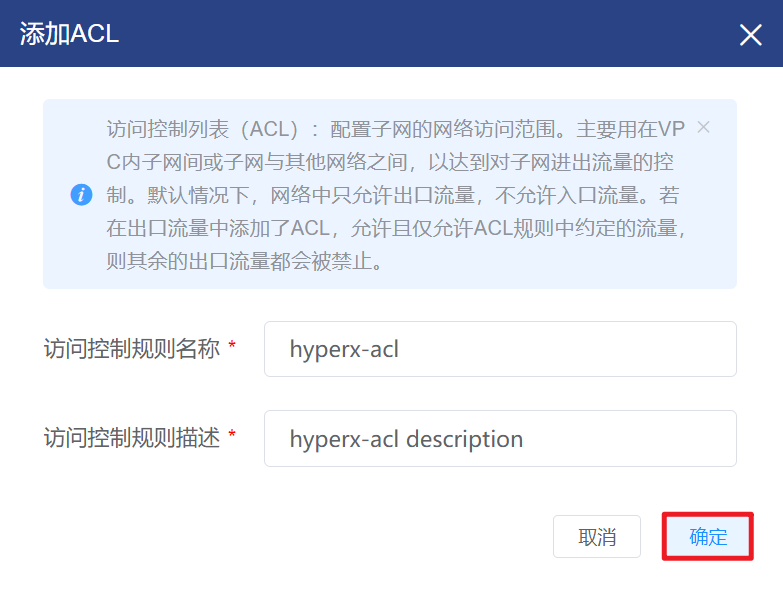 添加ACL
访问控制列表（ACL）：配置子网的网络访问范围。主要用在VP
C内子网间或子网与其他网络之间，以达到对子网进出流量的控
制。默认情况下，网络中只允许出口流量，不允许入口流量。若
在出口流量中添加了ACL，允许且仅允许ACL规则中约定的流量，
则其余的出口流量都会被禁止。
访问控制规则名称 * hyperx-acl
访问控制规则描述 * hyperx-acl description
取消 确定